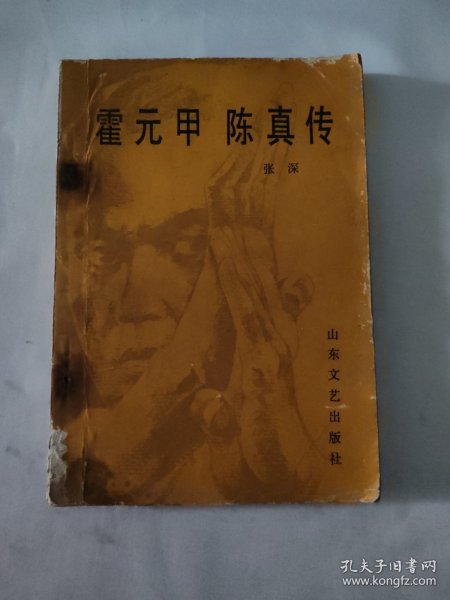 霍元甲 陈真传
张 深
山东文艺出版社
孔夫子旧书网
www.kongfz.com